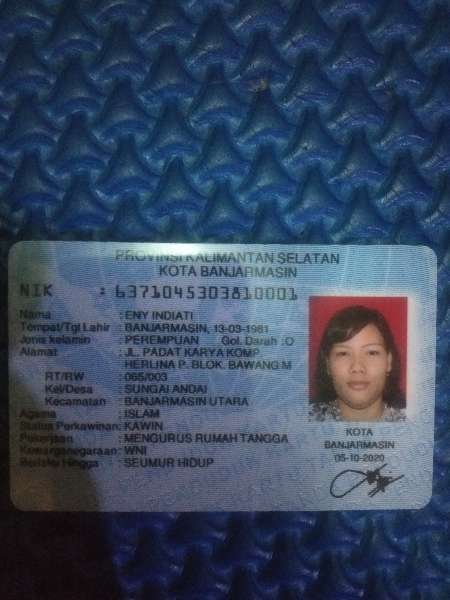 PROVINSI KALIMANTAN SELATAN
KOTA BANJARMASIN
NIK : 6371045303810001
Nama : ENY INDIATI
Tempat/Tgl Lahir : BANJARMASIN, 13-03-1981
Jenis kelamin : PEREMPUAN Gol. Darah :O
Alamat : JL. PADAT KARYA KOMP.
HERLINA P. BLOK. BAWANG M
RT/RW : 065/003
Kel/Desa : SUNGAI ANDAI
Kecamatan : BANJARMASIN UTARA
Agama : ISLAM
Status Perkawinan: KAWIN
Pekerjaan : MENGURUS RUMAH TANGGA
Kewarganegaraan: WNI
Berlaku Hingga : SEUMUR HIDUP
KOTA
BANJARMASIN
05-10-2020